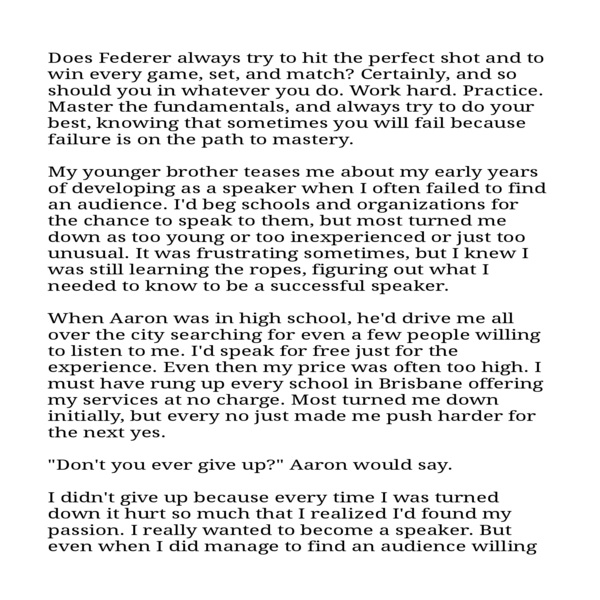 Does Federer always try to hit the perfect shot and to
win every game, set, and match? Certainly, and so
should you in whatever you do. Work hard. Practice.
Master the fundamentals, and always try to do your
best, knowing that sometimes you will fail because
failure is on the path to mastery.
My younger brother teases me about my early years
of developing as a speaker when I often failed to find
an audience. I'd beg schools and organizations for
the chance to speak to them, but most turned me
down as too young or too inexperienced or just too
unusual. It was frustrating sometimes, but I knew I
was still learning the ropes, figuring out what I
needed to know to be a successful speaker.
When Aaron was in high school, he'd drive me all
over the city searching for even a few people willing
to listen to me. I'd speak for free just for the
experience. Even then my price was often too high. I
must have rung up every school in Brisbane offering
my services at no charge. Most turned me down
initially, but every no just made me push harder for
the next yes.
"Don't you ever give up?" Aaron would say.
I didn't give up because every time I was turned
down it hurt so much that I realized I'd found my
passion. I really wanted to become a speaker. But
even when I did manage to find an audience willing